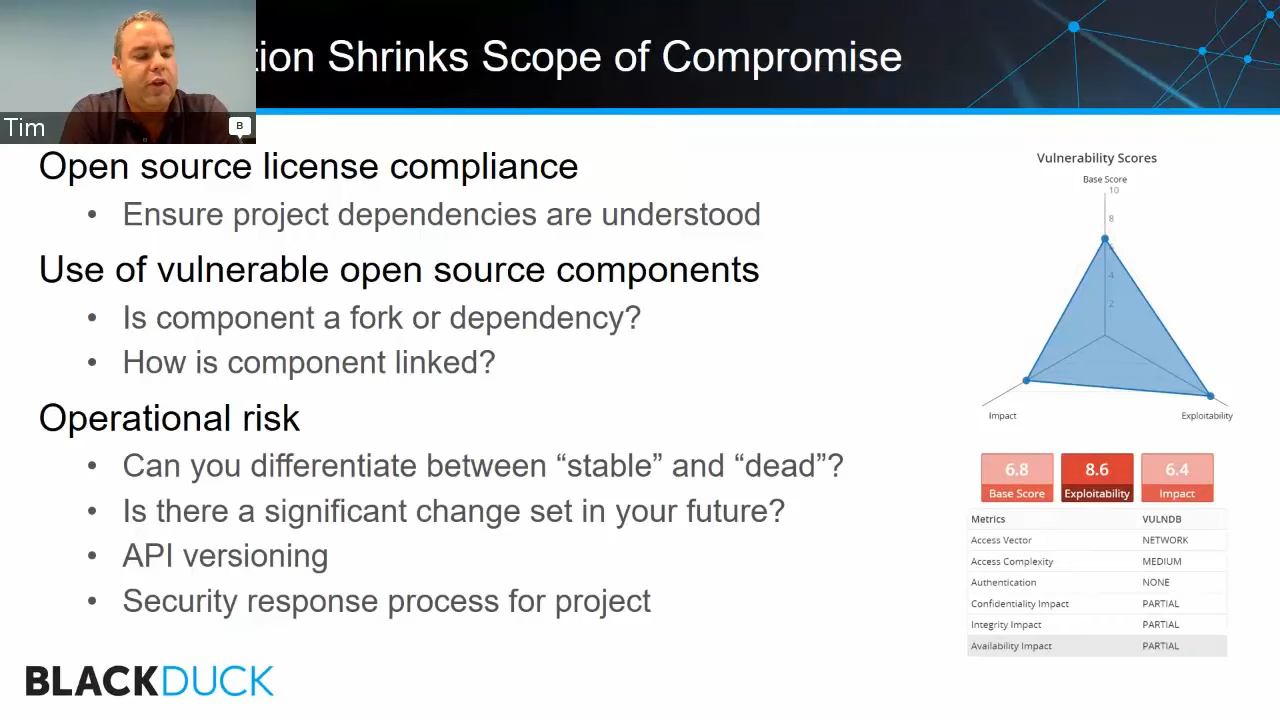 tion Shrinks Scope of Compromise
Tim
B
Open source license compliance
• Ensure project dependencies are understood
Use of vulnerable open source components
• Is component a fork or dependency?
• How is component linked?
Operational risk
• Can you differentiate between “stable” and “dead”?
• Is there a significant change set in your future?
• API versioning
• Security response process for project
BLACKDUCK
Vulnerability Scores
Base Score
10
8
4
2
Impact
Exploitability
6.8 8.6 6.4
Base Score Exploitability Impact
Metrics VULNDB
Access Vector NETWORK
Access Complexity MEDIUM
Authentication NONE
Confidentiality Impact PARTIAL
Integrity Impact PARTIAL
Availability Impact PARTIAL